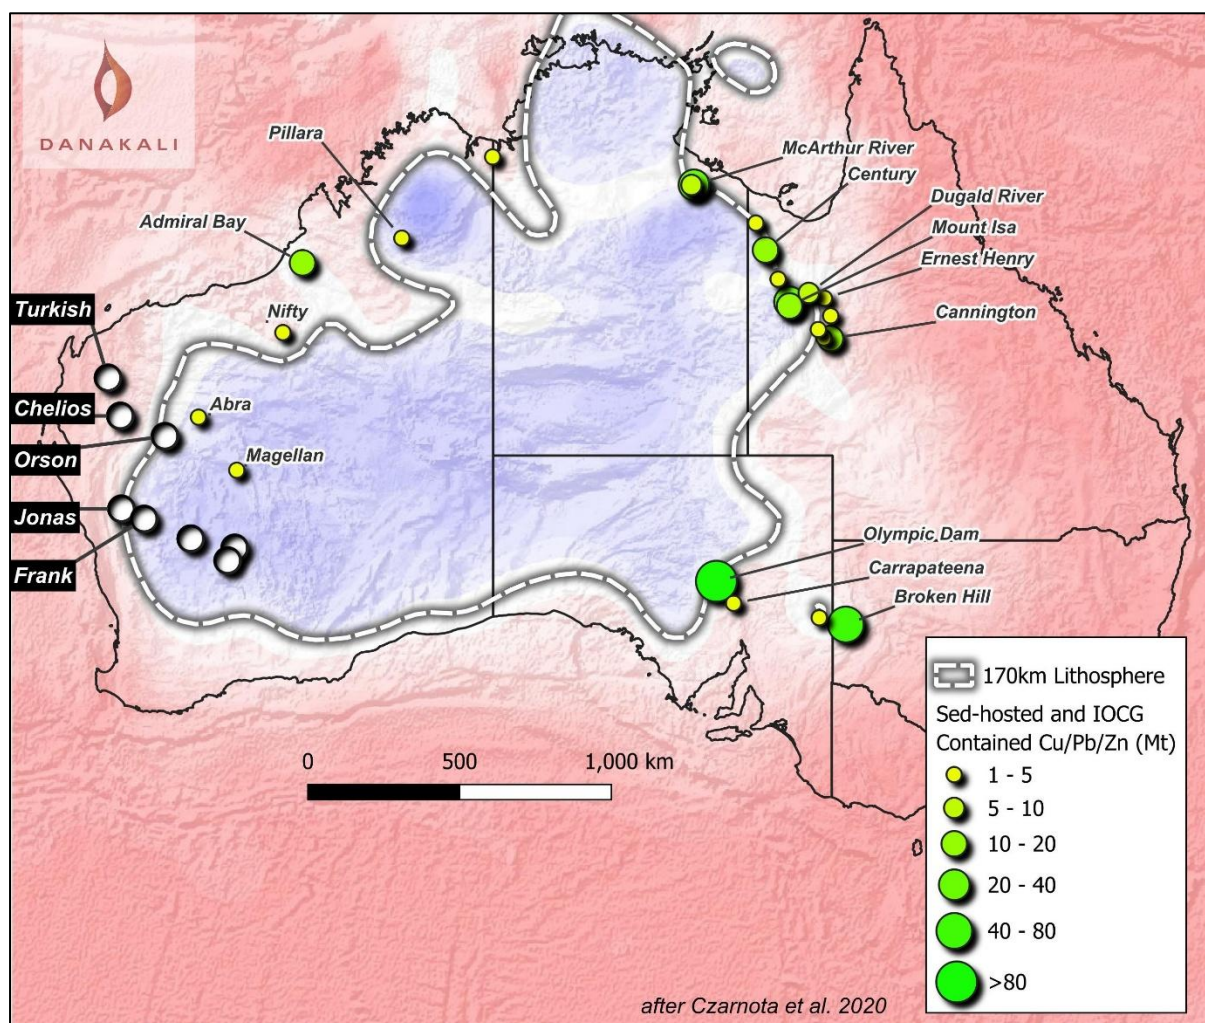 DANAKALI
Pillara
Admiral Bay
Nifty
Abra
Magellan
Turkish
Chelios
Orson
Jonas
Frank
McArthur River
Century
Dugald River
Mount Isa
Ernest Henry
Cannington
Olympic Dam
Carrapateena
Broken Hill
0 500 1,000 km
170km Lithosphere
Sed-hosted and IOCG
Contained Cu/Pb/Zn (Mt)
1 - 5
5 - 10
10 - 20
20 - 40
40 - 80
>80
after Czarnota et al. 2020